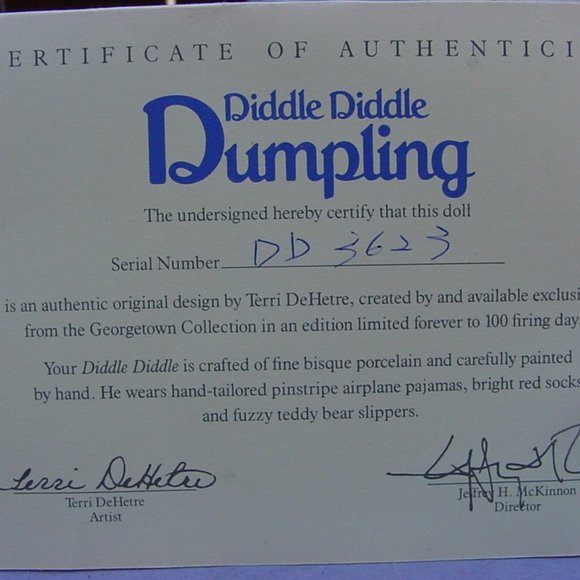 ERTIFICATE OF AUTHENTICI
Diddle Diddle
Dumpling
The undersigned hereby certify that this doll
Serial Number DD 3623
is an authentic original design by Terri DeHetre, created by and available exclusi
from the Georgetown Collection in an edition limited forever to 100 firing day
Your Diddle Diddle is crafted of fine bisque porcelain and carefully painted
by hand. He wears hand-tailored pinstripe airplane pajamas, bright red socks
and fuzzy teddy bear slippers.
Terri DeHetre
Terri DeHetre
Artist
Jeffrey H. McKinnon
Director